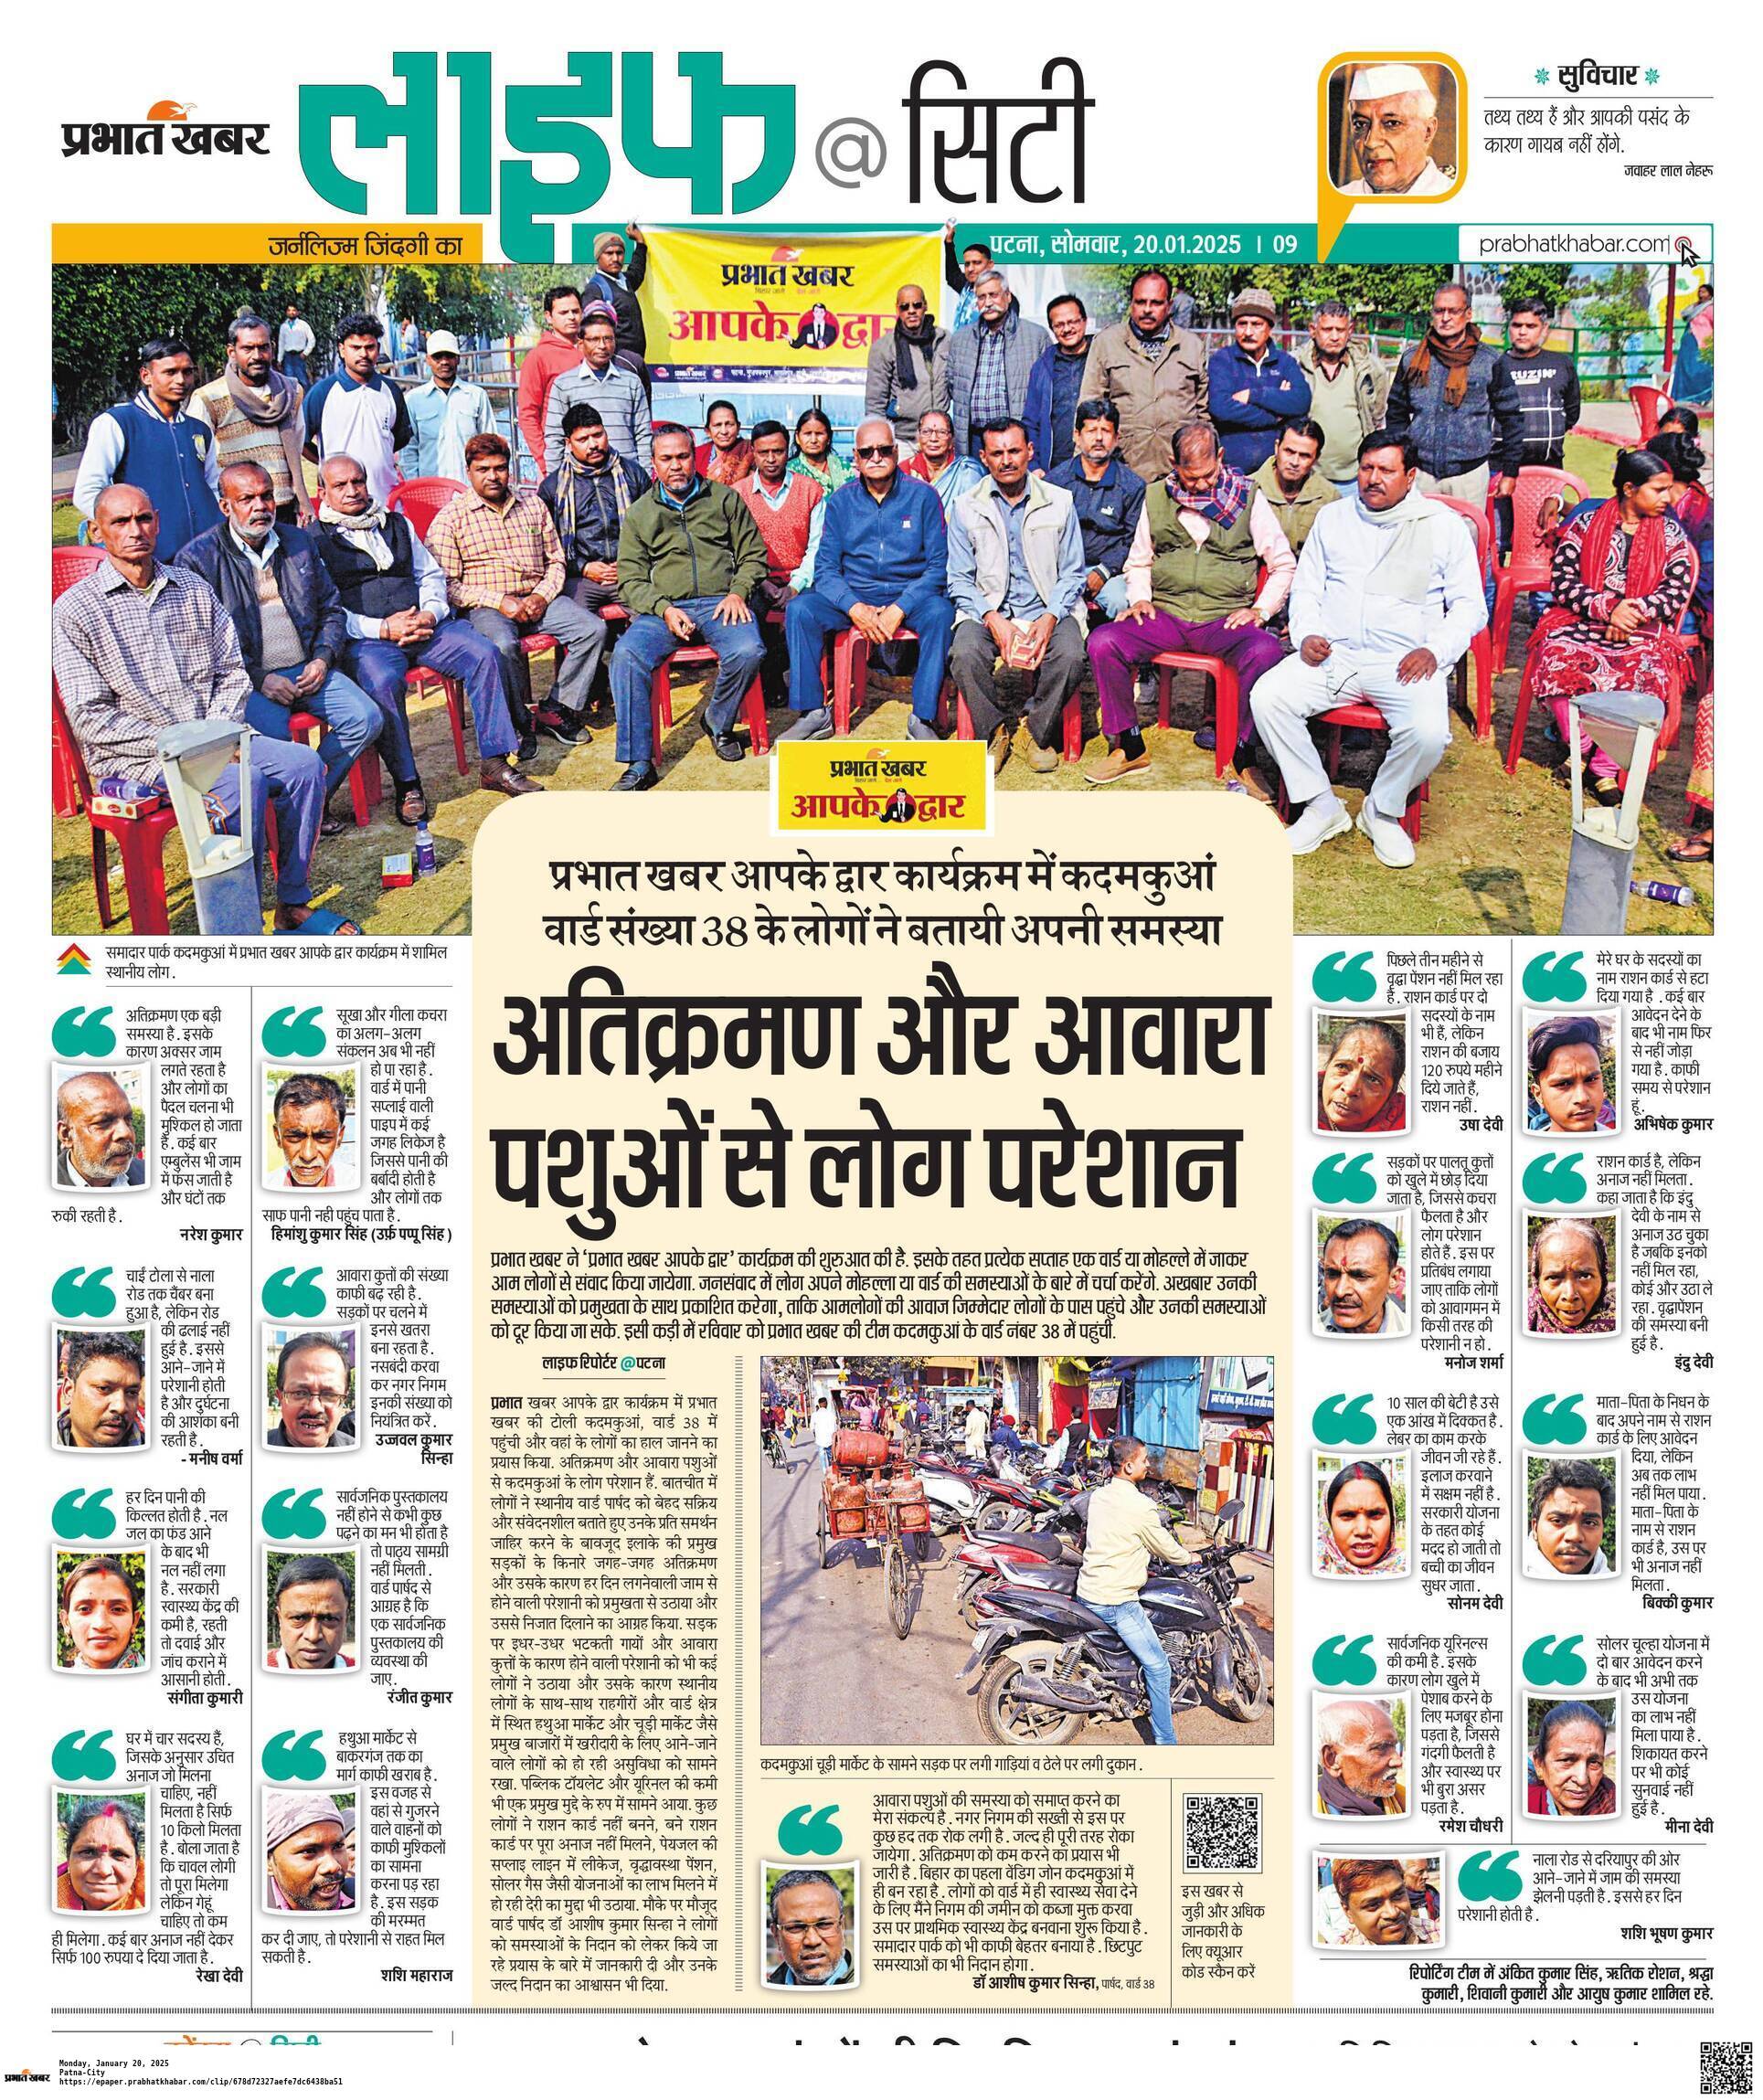 प्रभात खबर
लाइफ @ सिटी
सुविचार
तथ्य तथ्य हैं और आपकी पसंद के
कारण गायब नहीं होंगे.
जवाहर लाल नेहरू
जर्नलिज्म जिंदगी का
पटना, सोमवार, 20.01.2025 | 09
prabhatkhabar.com
प्रभात खबर
आपके द्वार
प्रभात खबर
आपके द्वार
प्रभात खबर आपके द्वार कार्यक्रम में कदमकुआं
वार्ड संख्या 38 के लोगों ने बतायी अपनी समस्या
अतिक्रमण और आवारा
पशुओं से लोग परेशान
प्रभात खबर ने ‘प्रभात खबर आपके द्वार’ कार्यक्रम की शुरुआत की है. इसके तहत प्रत्येक सप्ताह एक वार्ड या मोहल्ले में जाकर
आम लोगों से संवाद किया जायेगा. जनसंवाद में लोग अपने मोहल्ला या वार्ड की समस्याओं के बारे में चर्चा करेंगे. अखबार उनकी
समस्याओं को प्रमुखता के साथ प्रकाशित करेगा, ताकि आमलोगों की आवाज जिम्मेदार लोगों के पास पहुंचे और उनकी समस्याओं
को दूर किया जा सके. इसी कड़ी में रविवार को प्रभात खबर की टीम कदमकुआं के वार्ड नंबर 38 में पहुंची.
समादार पार्क कदमकुआं में प्रभात खबर आपके द्वार कार्यक्रम में शामिल
स्थानीय लोग.
अतिक्रमण एक बड़ी
समस्या है. इसके
कारण अक्सर जाम
लगते रहता है
और लोगों का
पैदल चलना भी
मुश्किल हो जाता
है. कई बार
एम्बुलेंस भी जाम
में फंस जाती है
और घंटों तक
रुकी रहती है.
नरेश कुमार
सूखा और गीला कचरा
का अलग-अलग
संकलन अब भी नहीं
हो पा रहा है.
वार्ड में पानी
सप्लाई वाली
पाइप में कई
जगह लिकेज है
जिससे पानी की
बर्बादी होती है
और लोगों तक
साफ पानी नही पहुंच पाता है.
हिमांशु कुमार सिंह (उर्फ़ पप्पू सिंह)
चाई टोला से नाला
रोड तक चैंबर बना
हुआ है, लेकिन रोड
की ढलाई नहीं
हुई है. इससे
आने-जाने में
परेशानी होती
है और दुर्घटना
की आशंका बनी
रहती है.
- मनीष वर्मा
आवारा कुत्तों की संख्या
काफी बढ़ रही है.
सड़कों पर चलने में
इनसे खतरा
बना रहता है.
नसबंदी करवा
कर नगर निगम
इनकी संख्या को
नियंत्रित करें.
उज्जवल कुमार
सिन्हा
हर दिन पानी की
किल्लत होती है. नल
जल का फंड आने
के बाद भी
नल नहीं लगा
है. सरकारी
स्वास्थ्य केंद्र की
कमी है, रहती
तो दवाई और
जांच कराने में
आसानी होती.
संगीता कुमारी
सार्वजनिक पुस्तकालय
नहीं होने से कभी कुछ
पढ़ने का मन भी होता है
तो पाठ्य सामग्री
नहीं मिलती.
वार्ड पार्षद से
आग्रह है कि
एक सार्वजनिक
पुस्तकालय की
व्यवस्था की
जाए.
रंजीत कुमार
घर में चार सदस्य हैं,
जिसके अनुसार उचित
अनाज जो मिलना
चाहिए, नहीं
मिलता है सिर्फ
10 किलो मिलता
है. बोला जाता है
कि चावल लोगी
तो पूरा मिलेगा
लेकिन गेहूं
चाहिए तो कम
ही मिलेगा. कई बार अनाज नहीं देकर
सिर्फ 100 रुपया दे दिया जाता है.
रेखा देवी
हथुआ मार्केट से
बाकरगंज तक का
मार्ग काफी खराब है.
इस वजह से
वहां से गुजरने
वाले वाहनों को
काफी मुश्किलों
का सामना
करना पड़ रहा
है. इस सड़क
की मरम्मत
कर दी जाए, तो परेशानी से राहत मिल
सकती है.
शशि महाराज
लाइफ रिपोर्टर @ पटना
प्रभात खबर आपके द्वार कार्यक्रम में प्रभात
खबर की टोली कदमकुआं, वार्ड 38 में
पहुंची और वहां के लोगों का हाल जानने का
प्रयास किया. अतिक्रमण और आवारा पशुओं
से कदमकुआं के लोग परेशान हैं. बातचीत में
लोगों ने स्थानीय वार्ड पार्षद को बेहद सक्रिय
और संवेदनशील बताते हुए उनके प्रति समर्थन
जाहिर करने के बावजूद इलाके की प्रमुख
सड़कों के किनारे जगह-जगह अतिक्रमण
और उसके कारण हर दिन लगनेवाली जाम से
होने वाली परेशानी को प्रमुखता से उठाया और
उससे निजात दिलाने का आग्रह किया. सड़क
पर इधर-उधर भटकती गायों और आवारा
कुत्तों के कारण होने वाली परेशानी को भी कई
लोगों ने उठाया और उसके कारण स्थानीय
लोगों के साथ-साथ राहगीरों और वार्ड क्षेत्र
में स्थित हथुआ मार्केट और चूड़ी मार्केट जैसे
प्रमुख बाजारों में खरीदारी के लिए आने-जाने
वाले लोगों को हो रही असुविधा को सामने
रखा. पब्लिक टॉयलेट और यूरिनल की कमी
भी एक प्रमुख मुद्दे के रुप में सामने आया. कुछ
लोगों ने राशन कार्ड नहीं बनने, बने राशन
कार्ड पर पूरा अनाज नहीं मिलने, पेयजल की
सप्लाइ लाइन में लीकेज, वृद्धावस्था पेंशन,
सोलर गैस जैसी योजनाओं का लाभ मिलने में
हो रही देरी का मुद्दा भी उठाया. मौके पर मौजूद
वार्ड पार्षद डॉ आशीष कुमार सिन्हा ने लोगों
को समस्याओं के निदान को लेकर किये जा
रहे प्रयास के बारे में जानकारी दी और उनके
जल्द निदान का आश्वासन भी दिया.
कदमकुआं चूड़ी मार्केट के सामने सड़क पर लगी गाड़ियां व ठेले पर लगी दुकान.
आवारा पशुओं की समस्या को समाप्त करने का
मेरा संकल्प है. नगर निगम की सख्ती से इस पर
कुछ हद तक रोक लगी है. जल्द ही पूरी तरह रोका
जायेगा. अतिक्रमण को कम करने का प्रयास भी
जारी है. बिहार का पहला वेंडिंग जोन कदमकुआं में
ही बन रहा है. लोगों को वार्ड में ही स्वास्थ्य सेवा देने
के लिए मैंने निगम की जमीन को कब्जा मुक्त करवा
उस पर प्राथमिक स्वास्थ्य केंद्र बनवाना शुरू किया है.
समादार पार्क को भी काफी बेहतर बनाया है. छिटपुट
समस्याओं का भी निदान होगा.
डॉ आशीष कुमार सिन्हा, पार्षद, वार्ड 38
इस खबर से
जुड़ी और अधिक
जानकारी के
लिए क्यूआर
कोड स्कैन करें
पिछले तीन महीने से
वृद्धा पेंशन नहीं मिल रहा
है. राशन कार्ड पर दो
सदस्यों के नाम
भी हैं, लेकिन
राशन की बजाय
120 रुपये महीने
दिये जाते हैं,
राशन नहीं.
उषा देवी
मेरे घर के सदस्यों का
नाम राशन कार्ड से हटा
दिया गया है. कई बार
आवेदन देने के
बाद भी नाम फिर
से नहीं जोड़ा
गया है. काफी
समय से परेशान
हूं.
अभिषेक कुमार
सड़कों पर पालतू कुत्तों
को खुले में छोड़ दिया
जाता है, जिससे कचरा
फैलता है और
लोग परेशान
होते हैं. इस पर
प्रतिबंध लगाया
जाए ताकि लोगों
को आवागमन में
किसी तरह की
परेशानी न हो.
मनोज शर्मा
राशन कार्ड है, लेकिन
अनाज नहीं मिलता.
कहा जाता है कि इंदु
देवी के नाम से
अनाज उठ चुका
है जबकि इनको
नहीं मिल रहा,
कोई और उठा ले
रहा. वृद्धापेंशन
की समस्या बनी
हुई है.
इंदु देवी
10 साल की बेटी है उसे
एक आंख में दिक्कत है.
लेबर का काम करके
जीवन जी रहे हैं.
इलाज करवाने
में सक्षम नहीं है.
सरकारी योजना
के तहत कोई
मदद हो जाती तो
बच्ची का जीवन
सुधर जाता.
सोनम देवी
माता-पिता के निधन के
बाद अपने नाम से राशन
कार्ड के लिए आवेदन
दिया, लेकिन
अब तक लाभ
नहीं मिल पाया.
माता-पिता के
नाम से राशन
कार्ड है, उस पर
भी अनाज नहीं
मिलता.
बिक्की कुमार
सार्वजनिक यूरिनल्स
की कमी है. इसके
कारण लोग खुले में
पेशाब करने के
लिए मजबूर होना
पड़ता है, जिससे
गंदगी फैलती है
और स्वास्थ्य पर
भी बुरा असर
पड़ता है.
रमेश चौधरी
सोलर चूल्हा योजना में
दो बार आवेदन करने
के बाद भी अभी तक
उस योजना
का लाभ नहीं
मिला पाया है.
शिकायत करने
पर भी कोई
सुनवाई नहीं
हुई है.
मीना देवी
नाला रोड से दरियापुर की ओर
आने-जाने में जाम की समस्या
झेलनी पड़ती है. इससे हर दिन
परेशानी होती है.
शशि भूषण कुमार
रिपोर्टिंग टीम में अंकित कुमार सिंह, ऋतिक रोशन, श्रद्धा
कुमारी, शिवानी कुमारी और आयुष कुमार शामिल रहे.
प्रभात खबर
Monday, January 20, 2025
Patna-City
https://epaper.prabhatkhabar.com/clip/678d72327aefe7dc6438ba51